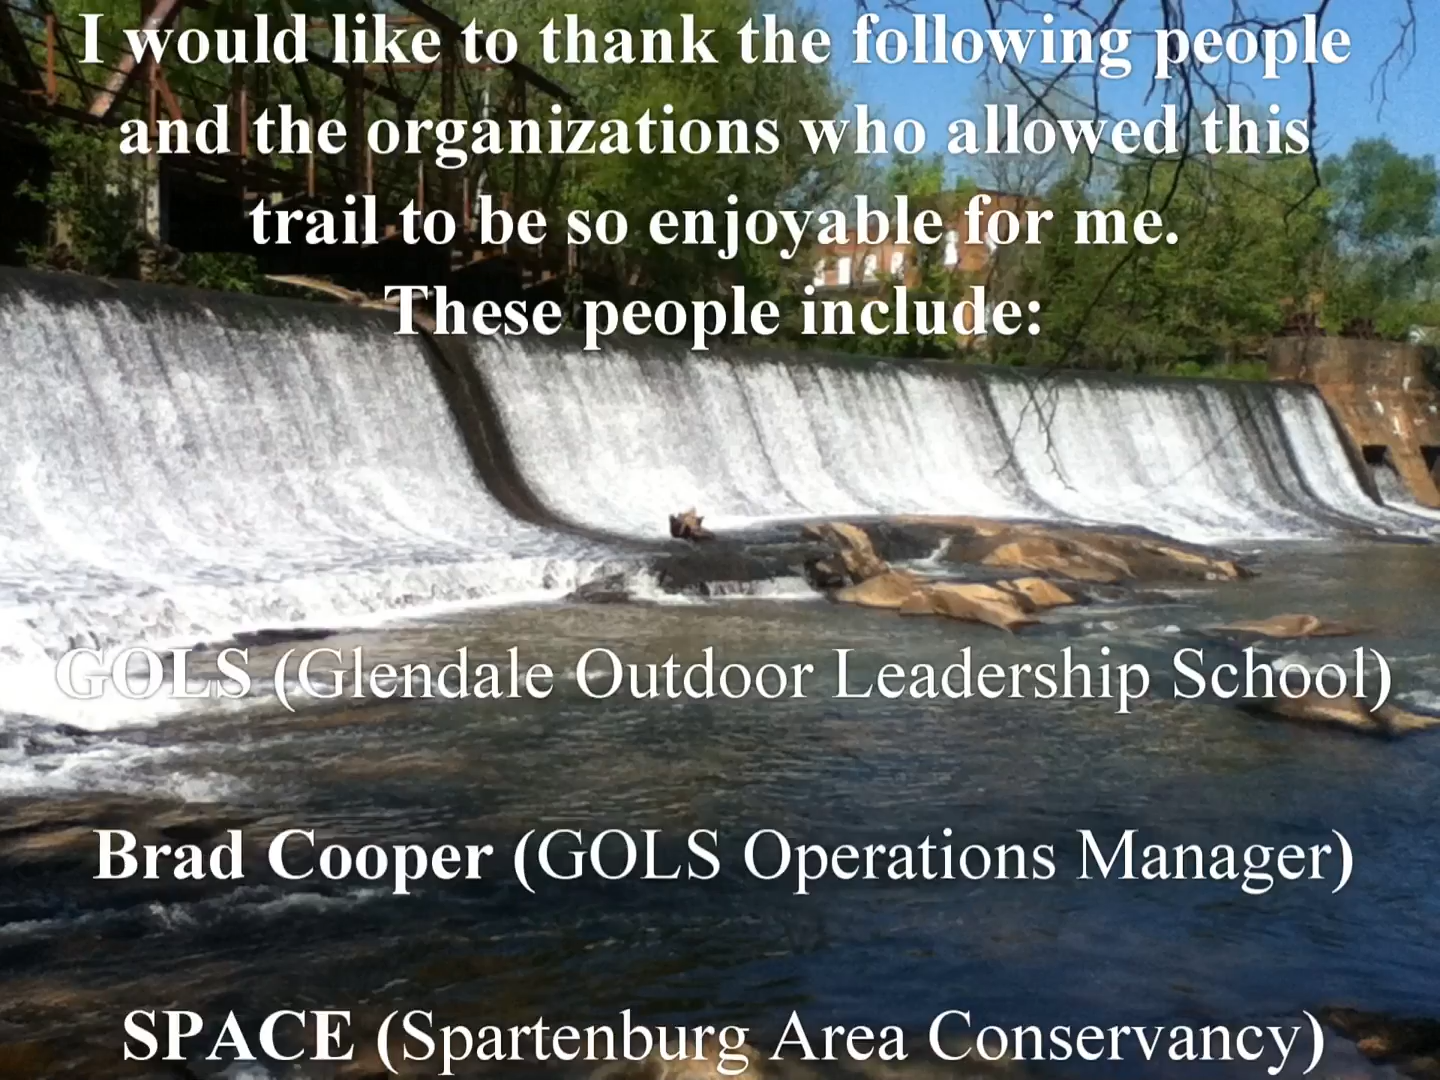 I would like to thank the following people
and the organizations who allowed this
trail to be so enjoyable for me.
These people include:
GOLS (Glendale Outdoor Leadership School)
Brad Cooper (GOLS Operations Manager)
SPACE (Spartenburg Area Conservancy)